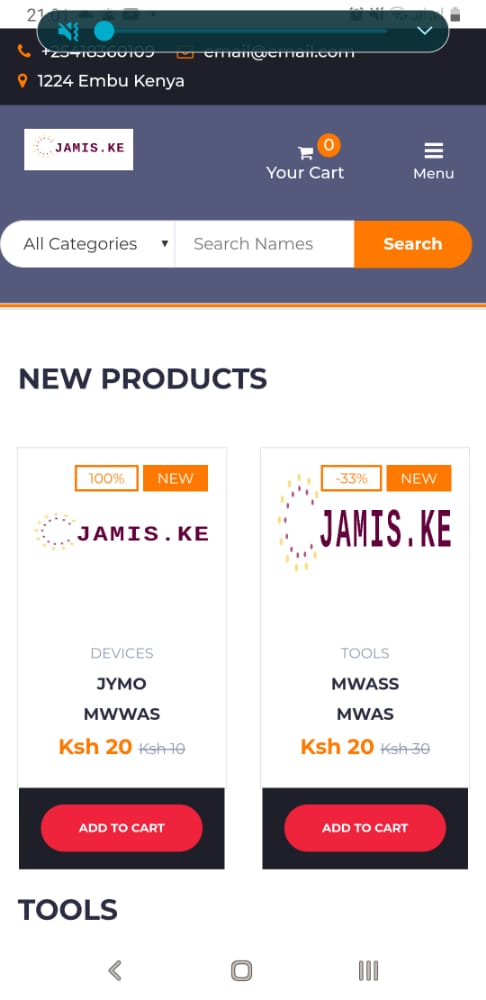 21:01
+25418360109 email@email.com
1224 Embu Kenya
JAMIS.KE
0
Your Cart
Menu
All Categories
Search Names
Search
NEW PRODUCTS
100% NEW
JAMIS.KE
DEVICES
JYMO
MWWAS
Ksh 20 Ksh 10
ADD TO CART
-33% NEW
JAMIS.KE
TOOLS
MWASS
MWAS
Ksh 20 Ksh 30
ADD TO CART
TOOLS